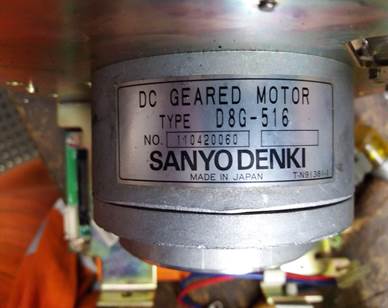 DC GEARED MOTOR
TYPE D8G-516
NO. 110420060
SANYO DENKI
MADE IN JAPAN